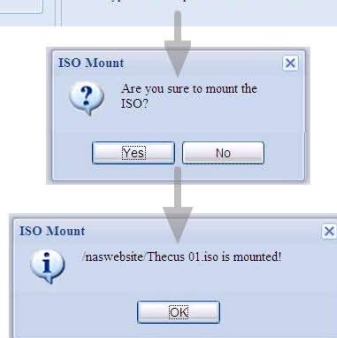 ISO Mount
Are you sure to mount the
ISO?
Yes
No
ISO Mount
/naswebsite/Thecus 01.iso is mounted!
OK